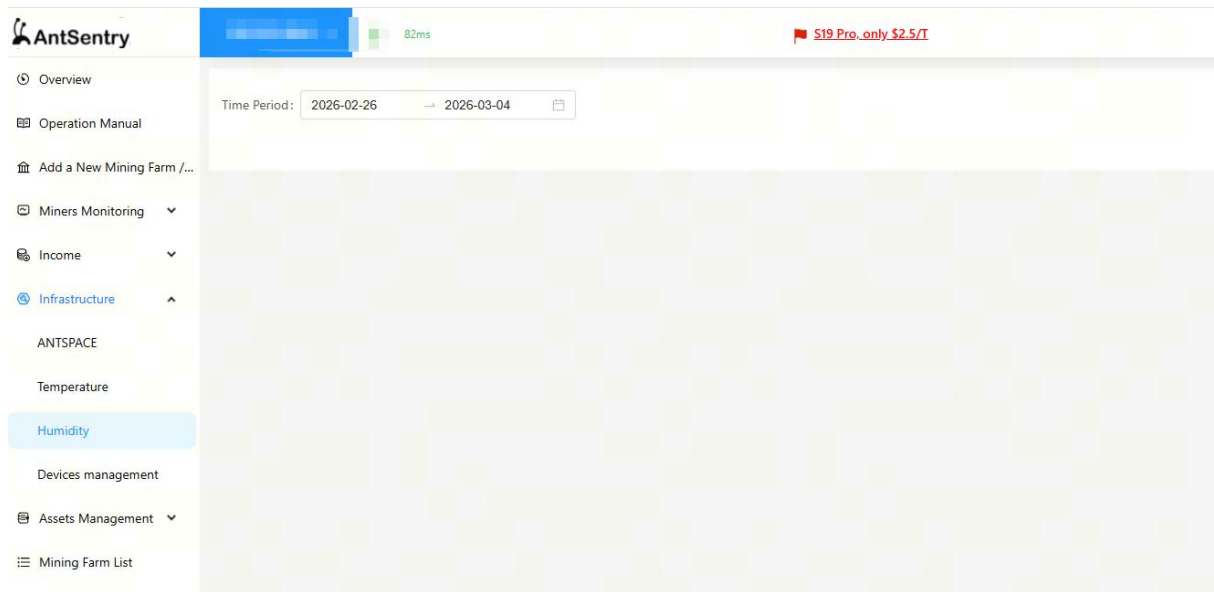 AntSentry
82ms
S19 Pro, only $2.5/T
Overview
Operation Manual
Add a New Mining Farm /...
Miners Monitoring
Income
Infrastructure
ANTSPACE
Temperature
Humidity
Devices management
Assets Management
Mining Farm List
Time Period: 2026-02-26 → 2026-03-04